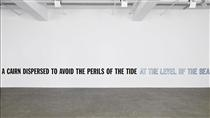 A CAIRN DISPERSED TO AVOID THE PERILS OF THE TIDE AT THE LEVEL OF THE SEA